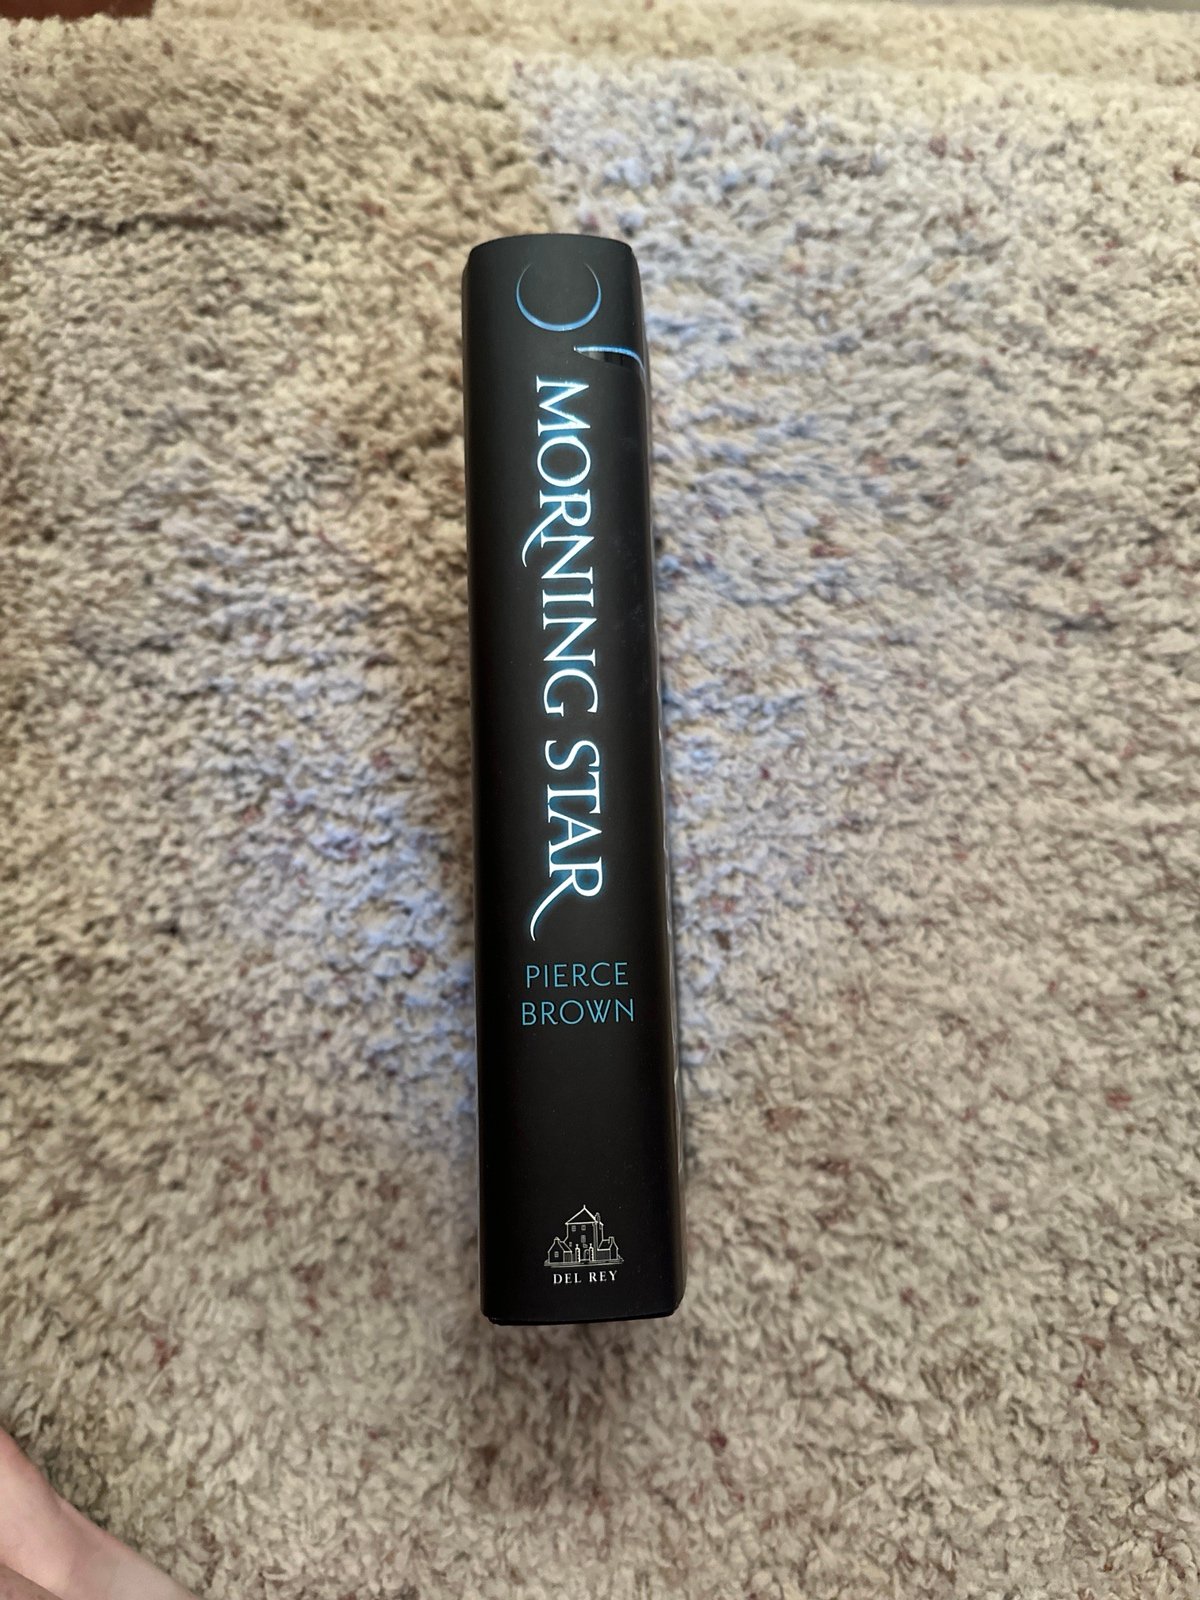 MORNING STAR
PIERCE
BROWN
DEL REY